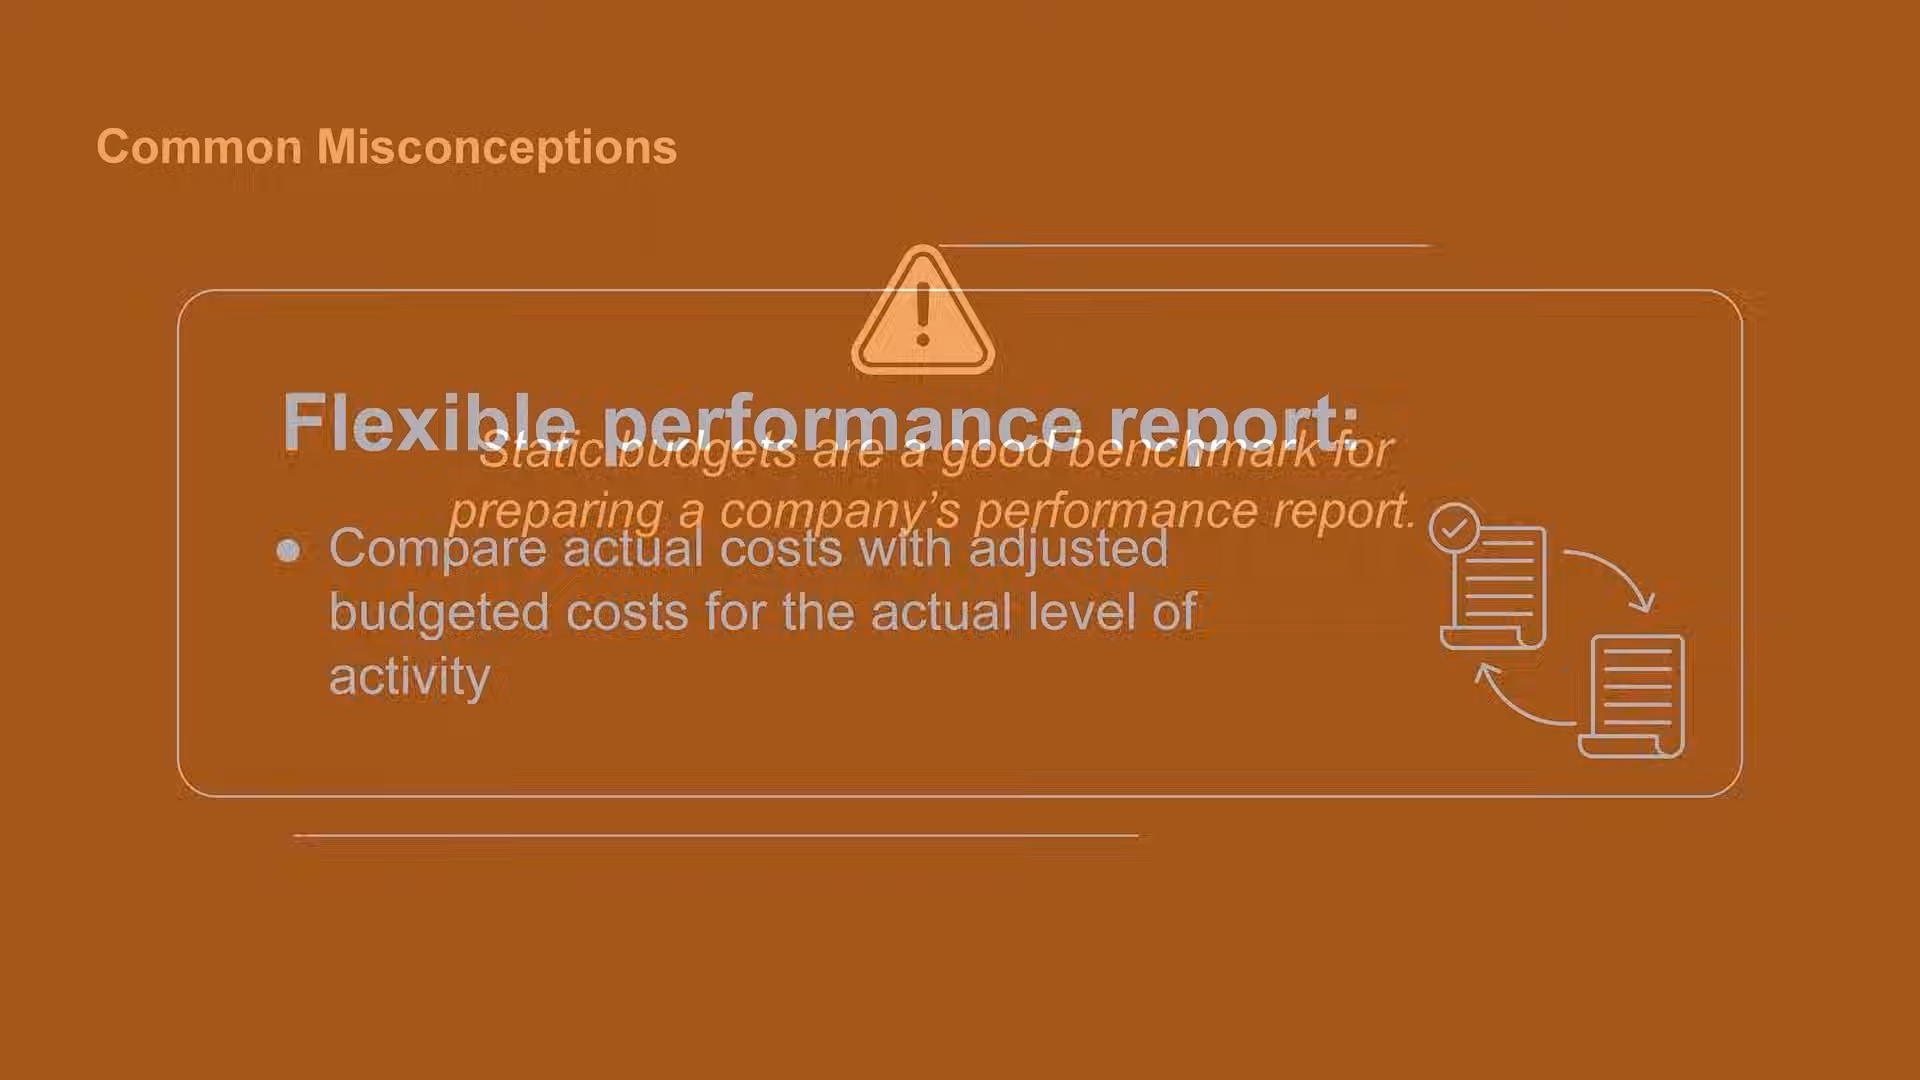 Common Misconceptions
Flexible performance report:
Static budgets are a good benchmark for
preparing a company’s performance report.
• Compare actual costs with adjusted
budgeted costs for the actual level of
activity